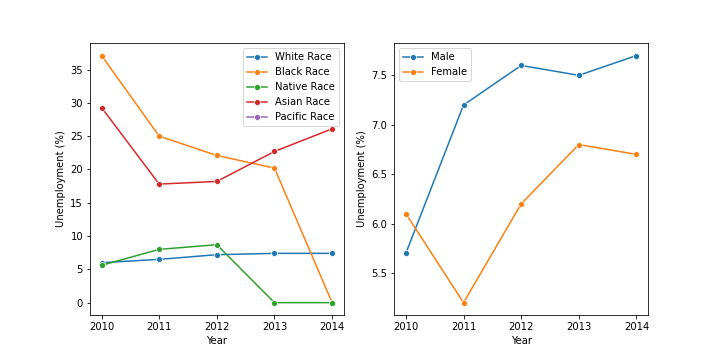 35
30
25
20
15
10
5
0
Unemployment (%)
2010 2011 2012 2013 2014
Year
White Race
Black Race
Native Race
Asian Race
Pacific Race
7.5
7.0
6.5
6.0
5.5
Unemployment (%)
2010 2011 2012 2013 2014
Year
Male
Female